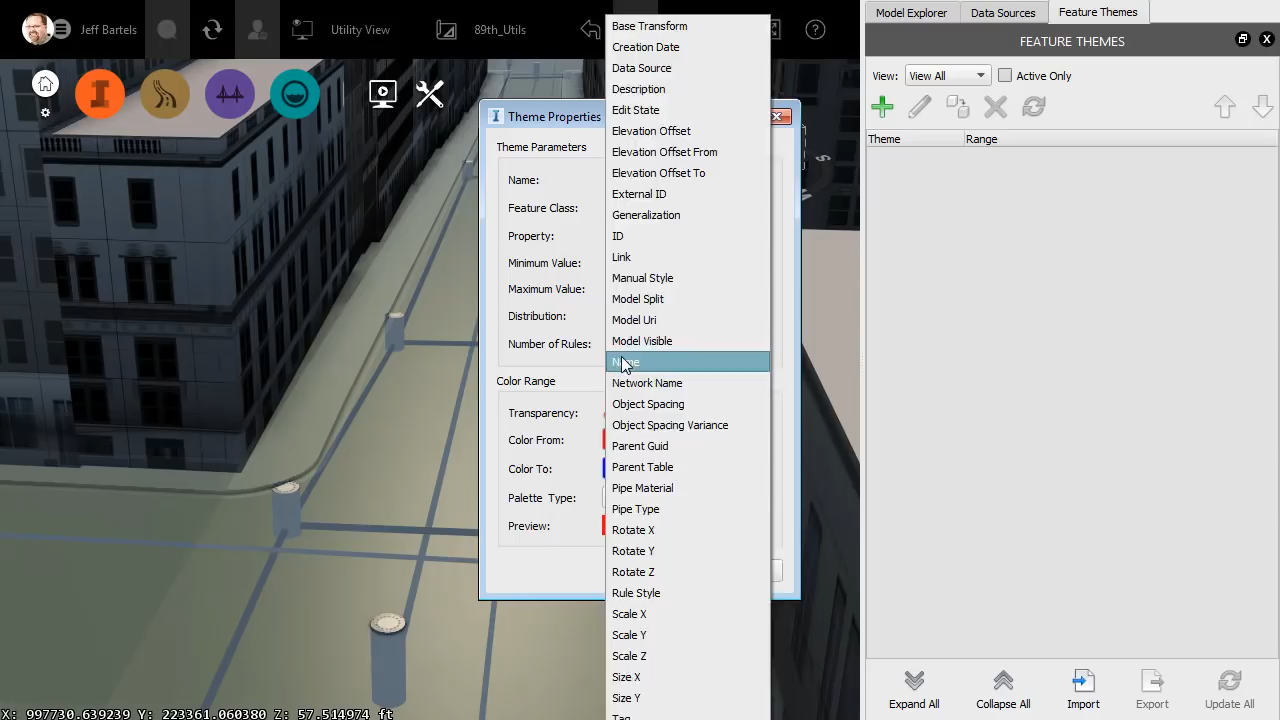 Jeff Bartels
Utility View
89th_Utils
Model Explorer
Data Sources
Feature Themes
FEATURE THEMES
View:
View All
Active Only
Theme
Range
Theme Properties
Theme Parameters
Name:
Feature Class:
Property:
Minimum Value:
Maximum Value:
Distribution:
Number of Rules:
Color Range
Transparency:
Color From:
Color To:
Palette Type:
Preview:
Base Transform
Creation Date
Data Source
Description
Edit State
Elevation Offset
Elevation Offset From
Elevation Offset To
External ID
Generalization
ID
Link
Manual Style
Model Split
Model Uri
Model Visible
Name
Network Name
Object Spacing
Object Spacing Variance
Parent Guid
Parent Table
Pipe Material
Pipe Type
Rotate X
Rotate Y
Rotate Z
Rule Style
Scale X
Scale Y
Scale Z
Size X
Size Y
Tag
Expand All
Collapse All
Import
Export
Update All
X: 997730.639239 Y: 223361.060380 Z: 57.514974 ft